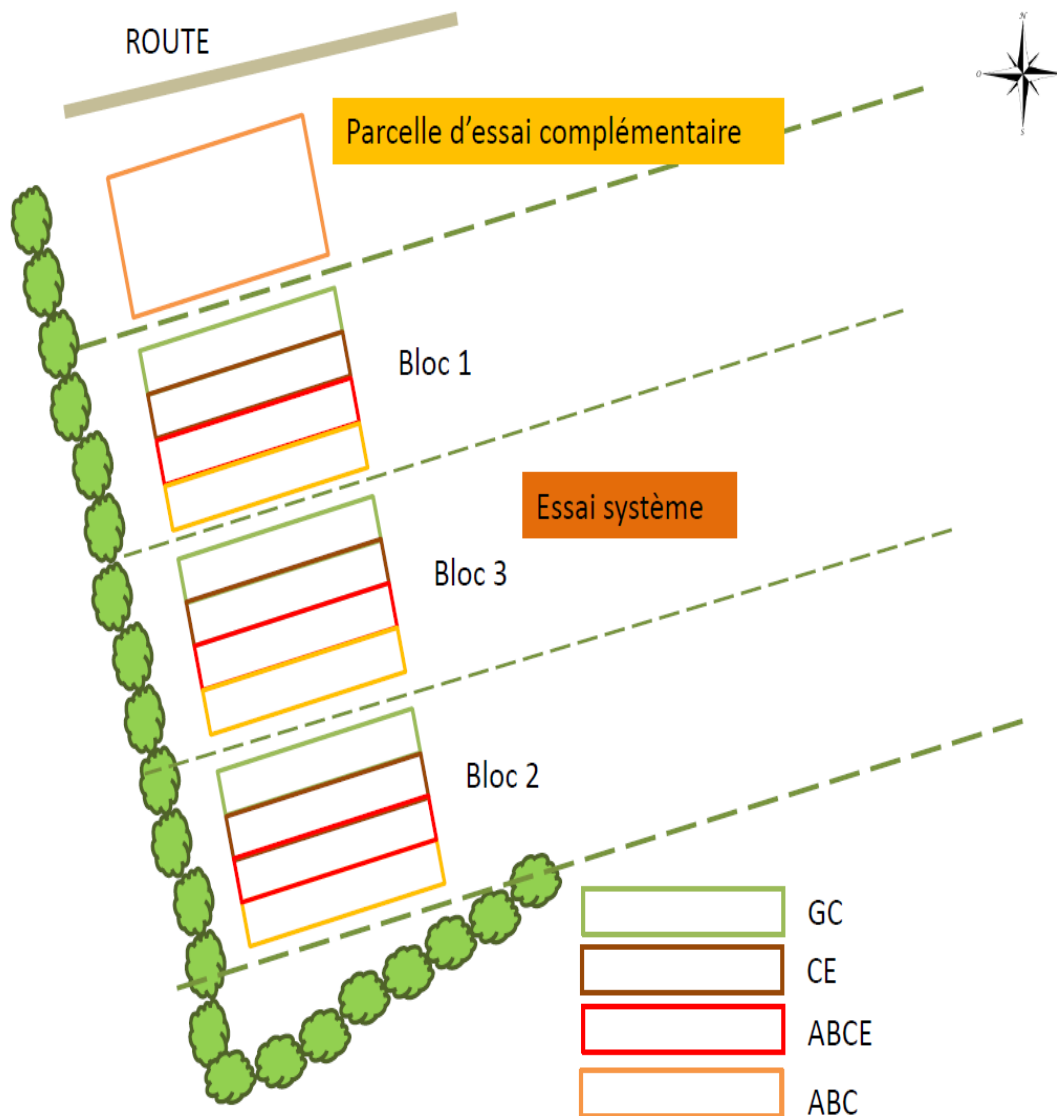 ROUTE
N
O
S
Parcelle d'essai complémentaire
Bloc 1
Essai système
Bloc 3
Bloc 2
GC
CE
ABCE
ABC